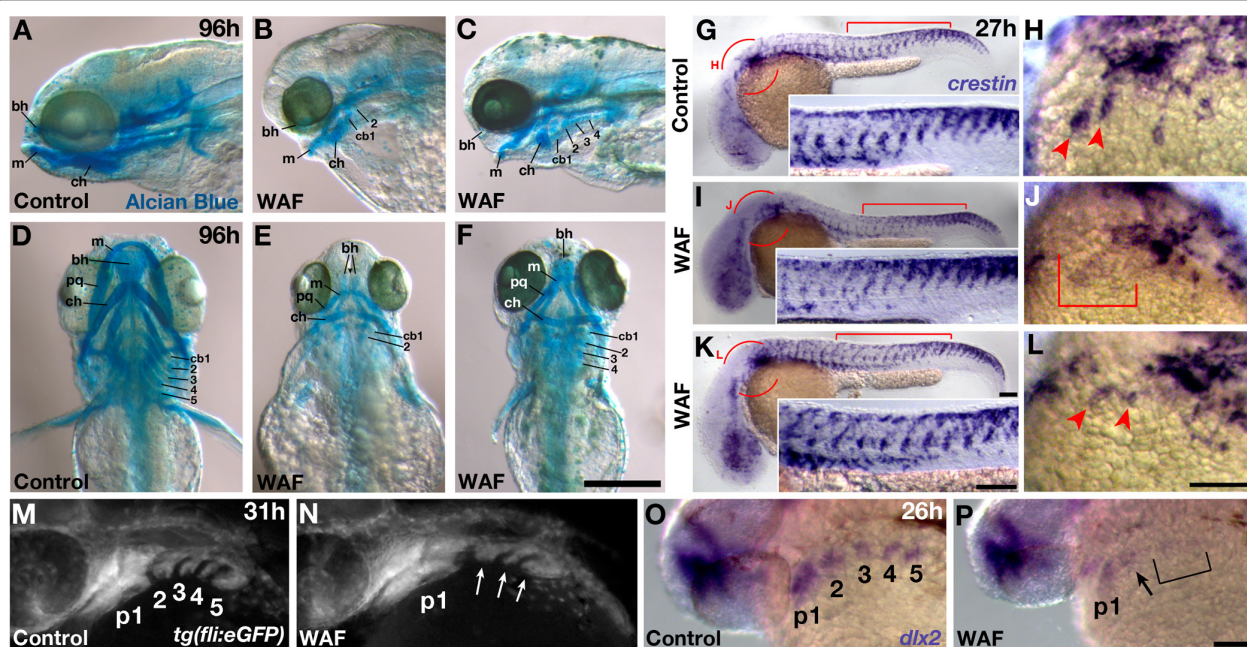 A 96h
bh
m
ch
Control Alcian Blue
B
bh
m
ch
cb1
2
WAF
C
bh
m
ch
cb1
2
3
4
WAF
D 96h
m
bh
pq
ch
cb1
2
3
4
5
Control
E
bh
m
pq
ch
cb1
2
WAF
F
bh
m
pq
ch
cb1
2
3
4
WAF
Control
G 27h
H
crestin
H
WAF
I
J
J
WAF
K
L
L
M 31h
p1 2 3 4 5
Control tg(fli:eGFP)
N
p1
WAF
O 26h
p1 2 3 4 5
Control dlx2
P
p1
WAF